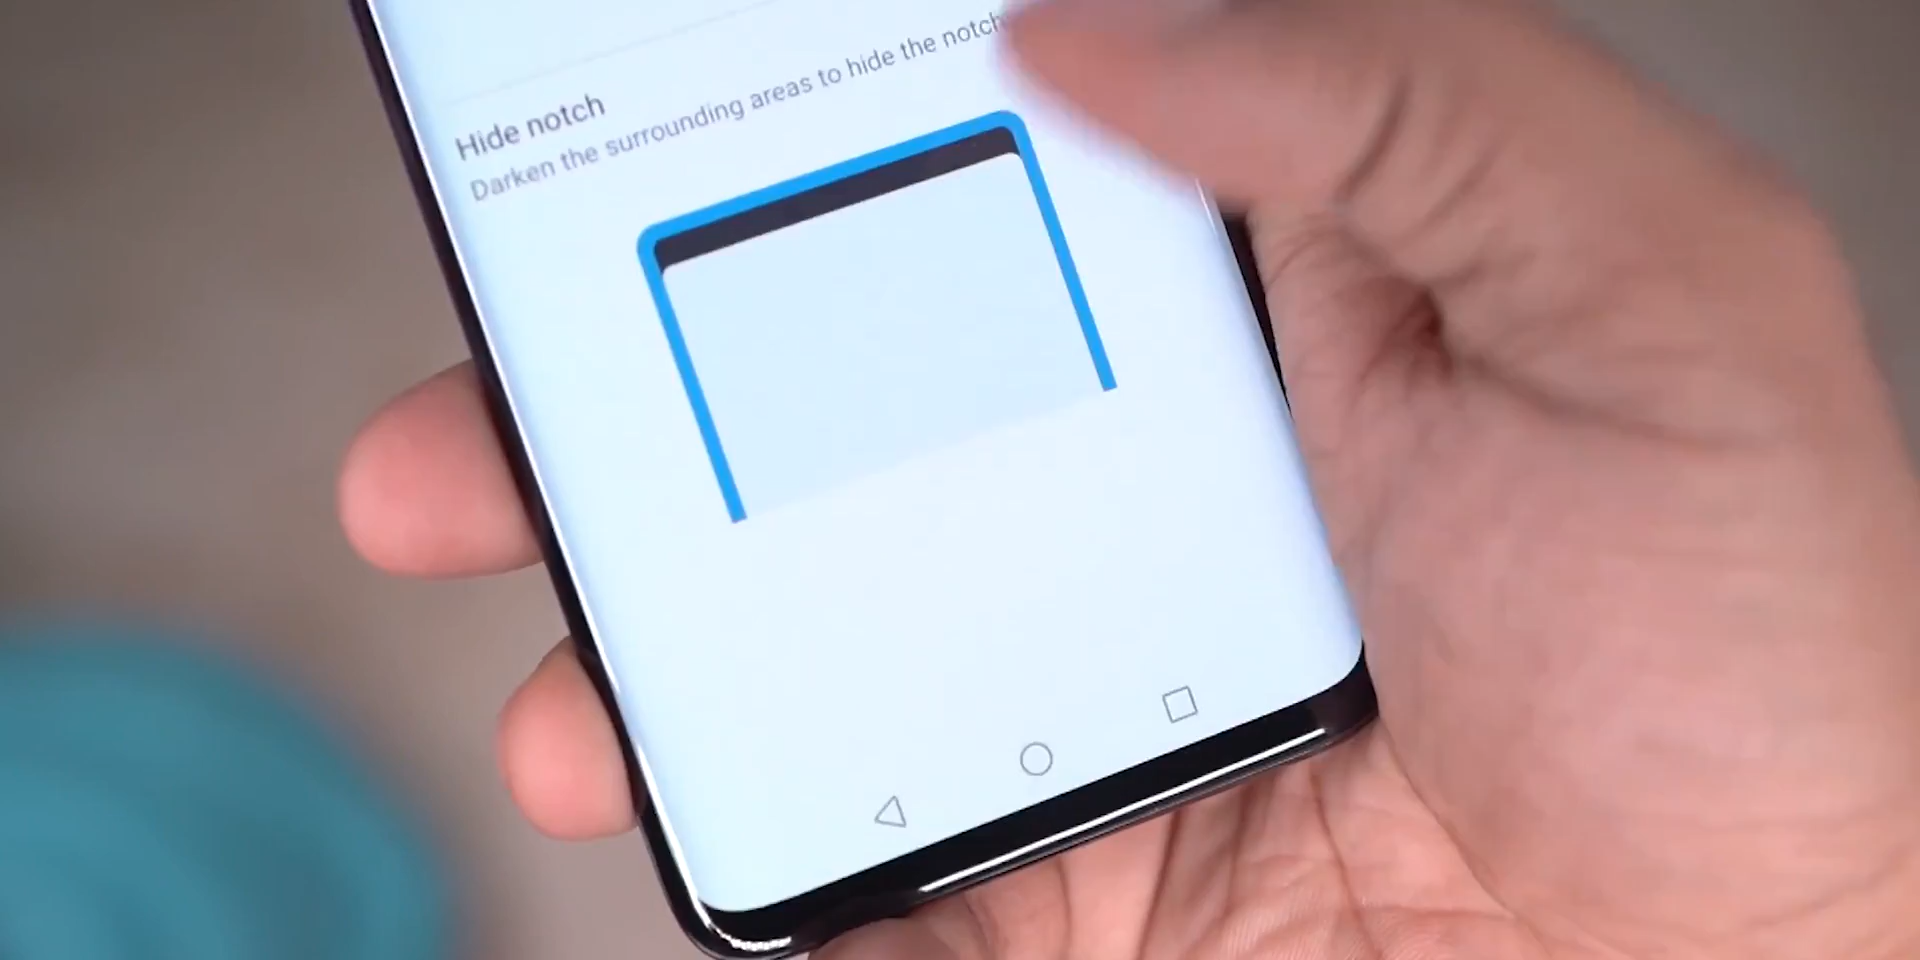 Hide notch
Darken the surrounding areas to hide the notch